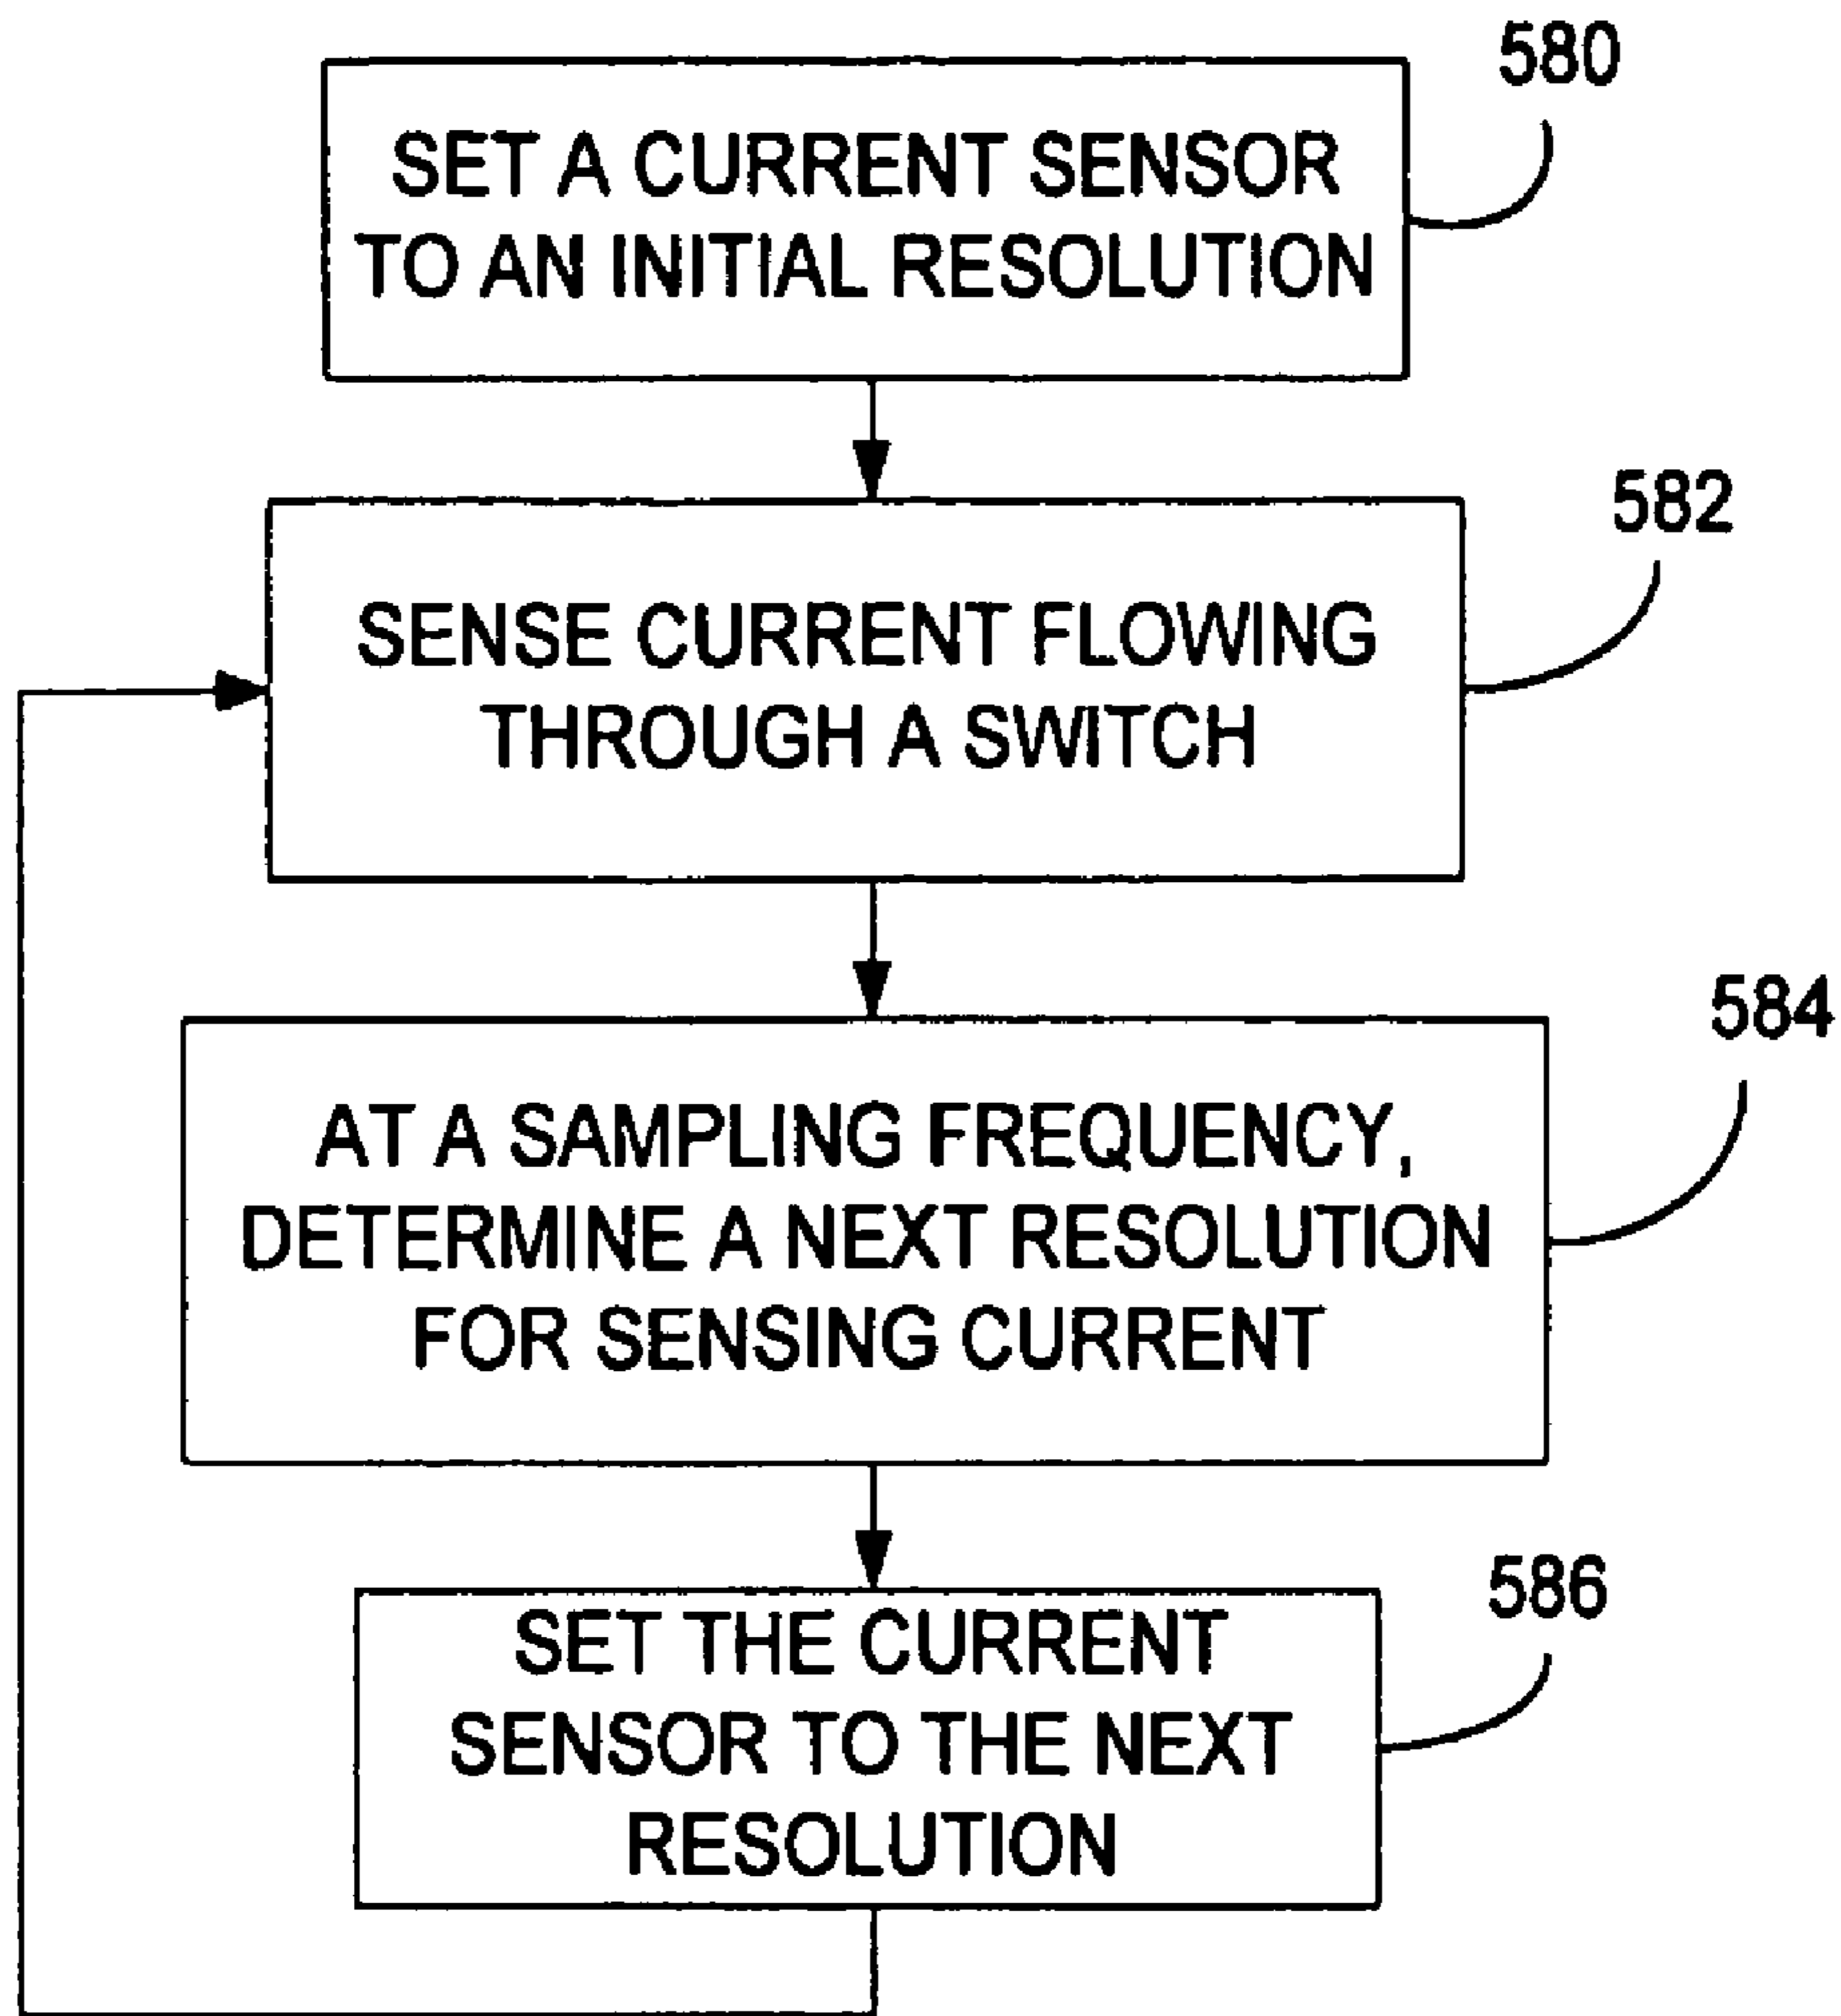 580
SET A CURRENT SENSOR
TO AN INITIAL RESOLUTION
582
SENSE CURRENT FLOWING
THROUGH A SWITCH
584
AT A SAMPLING FREQUENCY,
DETERMINE A NEXT RESOLUTION
FOR SENSING CURRENT
586
SET THE CURRENT
SENSOR TO THE NEXT
RESOLUTION